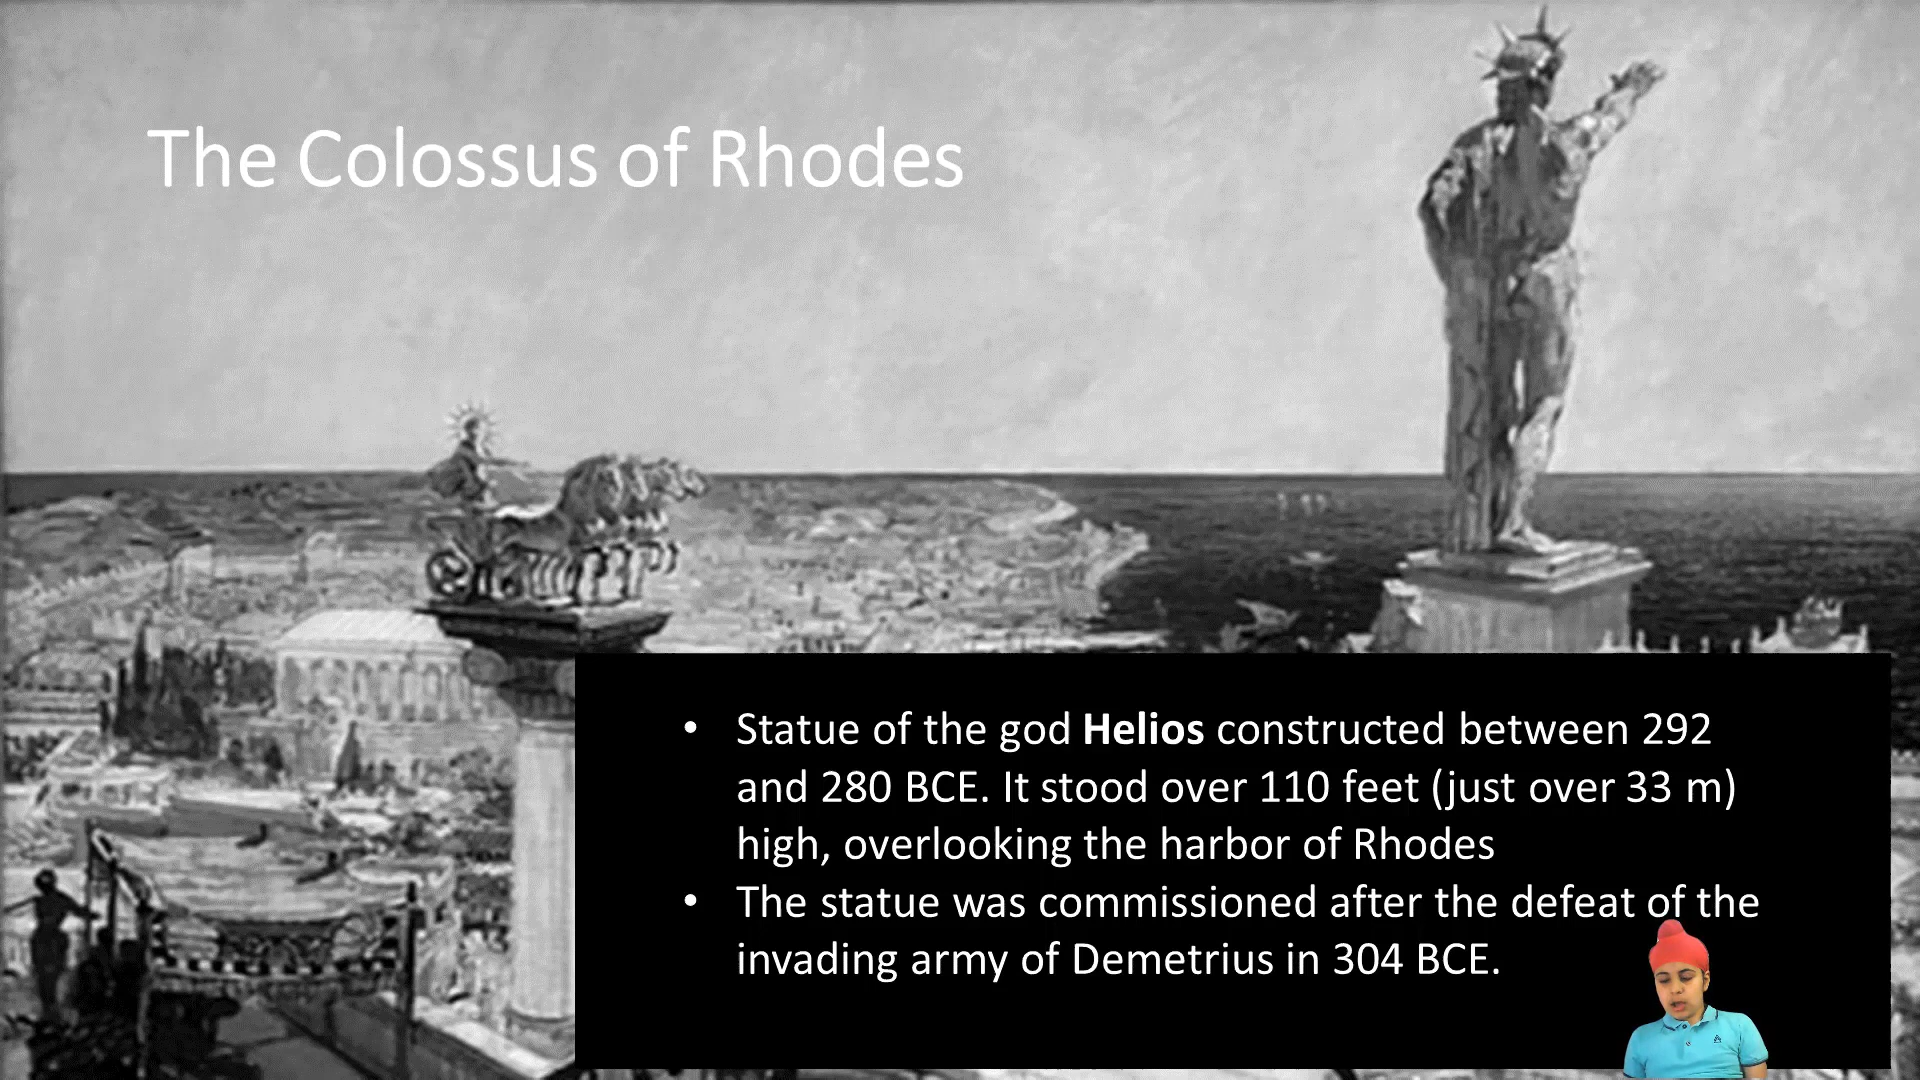 The Colossus of Rhodes
• Statue of the god Helios constructed between 292
and 280 BCE. It stood over 110 feet (just over 33 m)
high, overlooking the harbor of Rhodes
• The statue was commissioned after the defeat of the
invading army of Demetrius in 304 BCE.